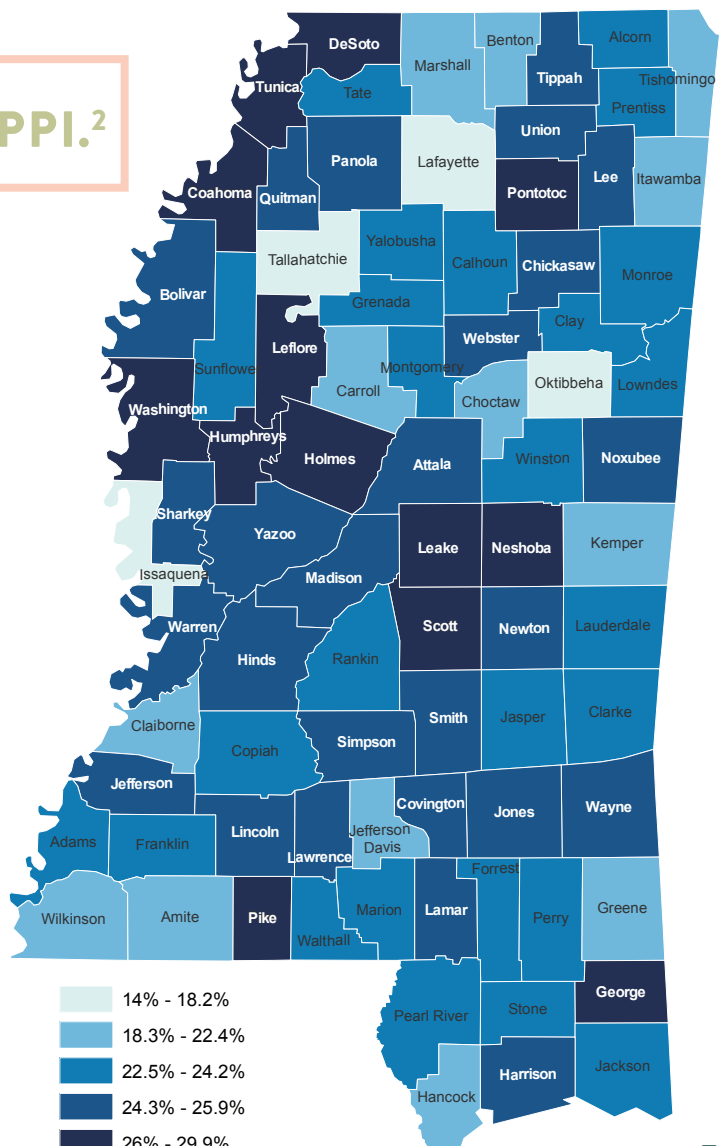 PPI.²
DeSoto
Marshall
Benton
Tippah
Alcorn
Tishomingo
Prentiss
Tunica
Tate
Union
Panola
Lafayette
Pontotoc
Lee
Itawamba
Coahoma
Quitman
Tallahatchie
Yalobusha
Calhoun
Chickasaw
Monroe
Bolivar
Grenada
Clay
Sunflowe
Leflore
Webster
Montgomery
Carroll
Choctaw
Oktibbeha
Lowndes
Washington
Humphreys
Holmes
Attala
Winston
Noxubee
Sharkey
Yazoo
Leake
Neshoba
Kemper
Issaquena
Madison
Warren
Scott
Newton
Lauderdale
Hinds
Rankin
Smith
Jasper
Clarke
Claiborne
Copiah
Simpson
Jefferson
Covington
Jones
Wayne
Adams
Franklin
Lincoln
Lawrence
Jefferson
Davis
Forrest
Wilkinson
Amite
Pike
Walthall
Marion
Lamar
Perry
Greene
George
Pearl River
Stone
Hancock
Harrison
Jackson
14% - 18.2%
18.3% - 22.4%
22.5% - 24.2%
24.3% - 25.9%
26% - 29.9%